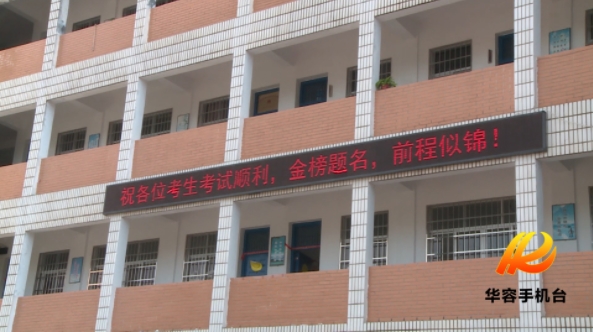 祝各位考生考试顺利，金榜题名，前程似锦！
华容手机台